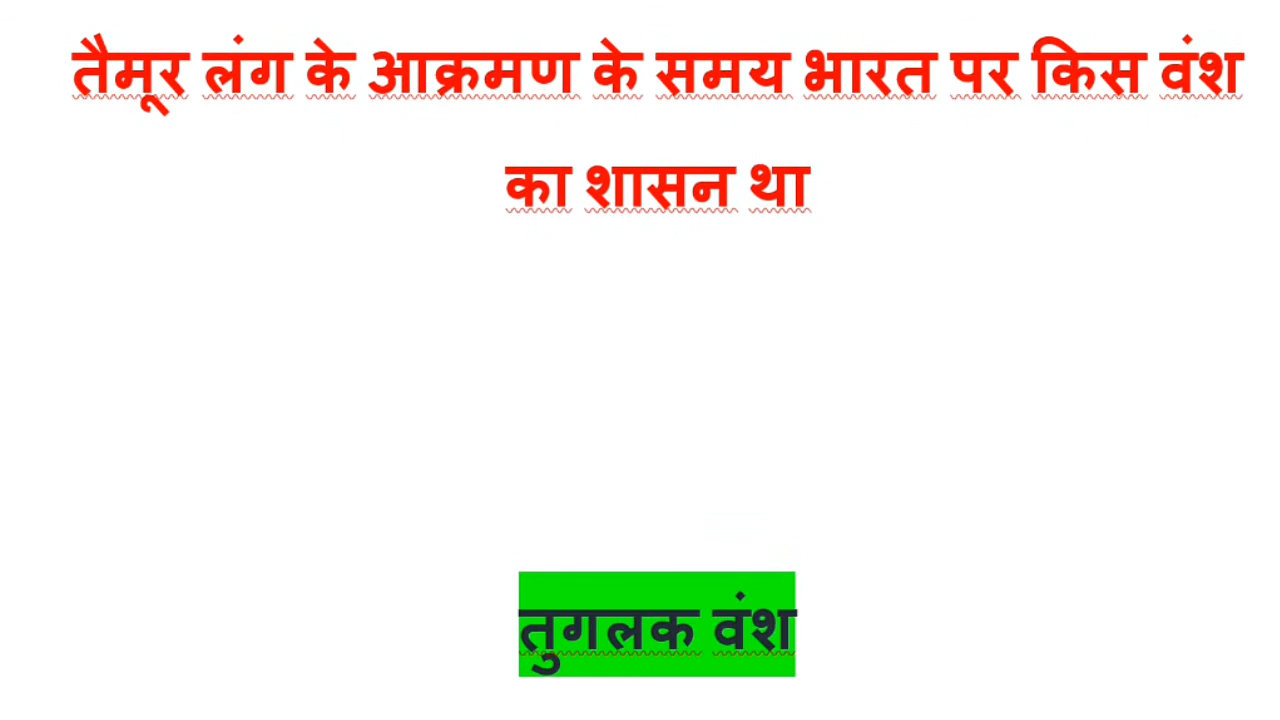 तैमूर लंग के आक्रमण के समय भारत पर किस वंश
का शासन था
तुगलक वंश